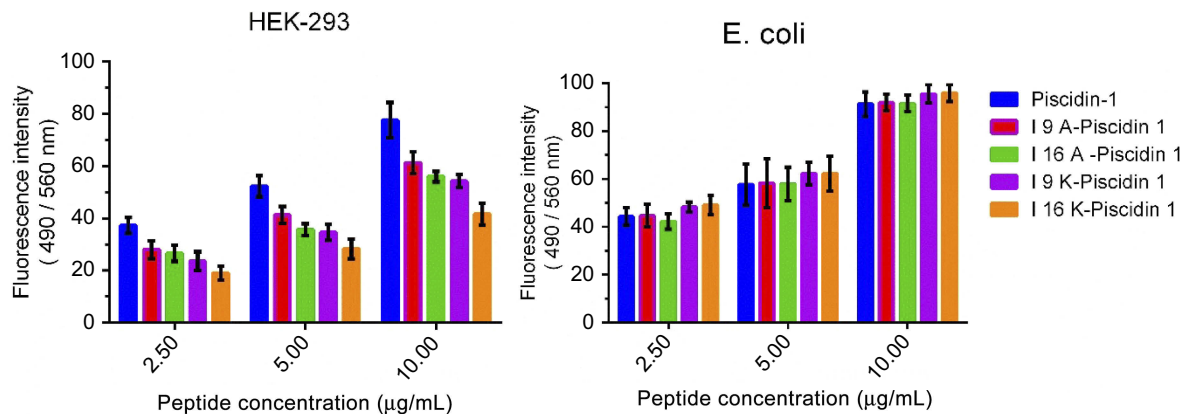 HEK-293
Fluorescence intensity
( 490 / 560 nm)
100
80
60
40
20
0
2.50
5.00
10.00
Peptide concentration (μg/mL)
E. coli
Fluorescence intensity
( 490 / 560 nm)
100
80
60
40
20
0
2.50
5.00
10.00
Peptide concentration (μg/mL)
Piscidin-1
I 9 A-Piscidin 1
I 16 A -Piscidin 1
I 9 K-Piscidin 1
I 16 K-Piscidin 1